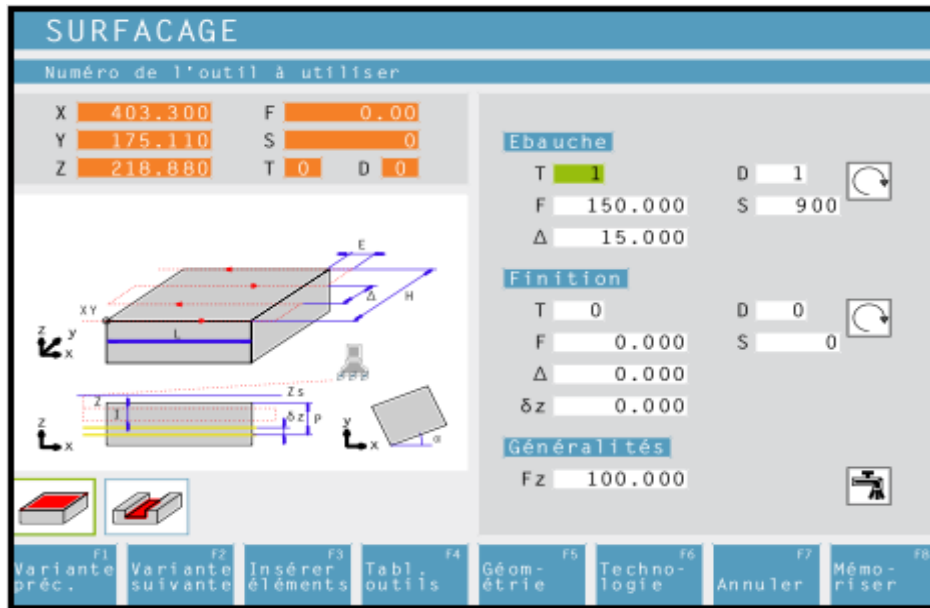 SURFACAGE
Numéro de l'outil à utiliser
X 403.300 F 0.00
Y 175.110 S 0
Z 218.880 T 0 D 0
E
Δ
H
XY
L
Z
y
x
Zs
Z
I
δz
P
Z
x
y
x
α
Ebauche
T 1 D 1
F 150.000 S 900
Δ 15.000
Finition
T 0 D 0
F 0.000 S 0
Δ 0.000
δz 0.000
Généralités
Fz 100.000
F1 Variante préc.
F2 Variante suivante
F3 Insérer éléments
F4 Tabl. outils
F5 Géom- étrie
F6 Techno- logie
F7 Annuler
F8 Mémo- riser